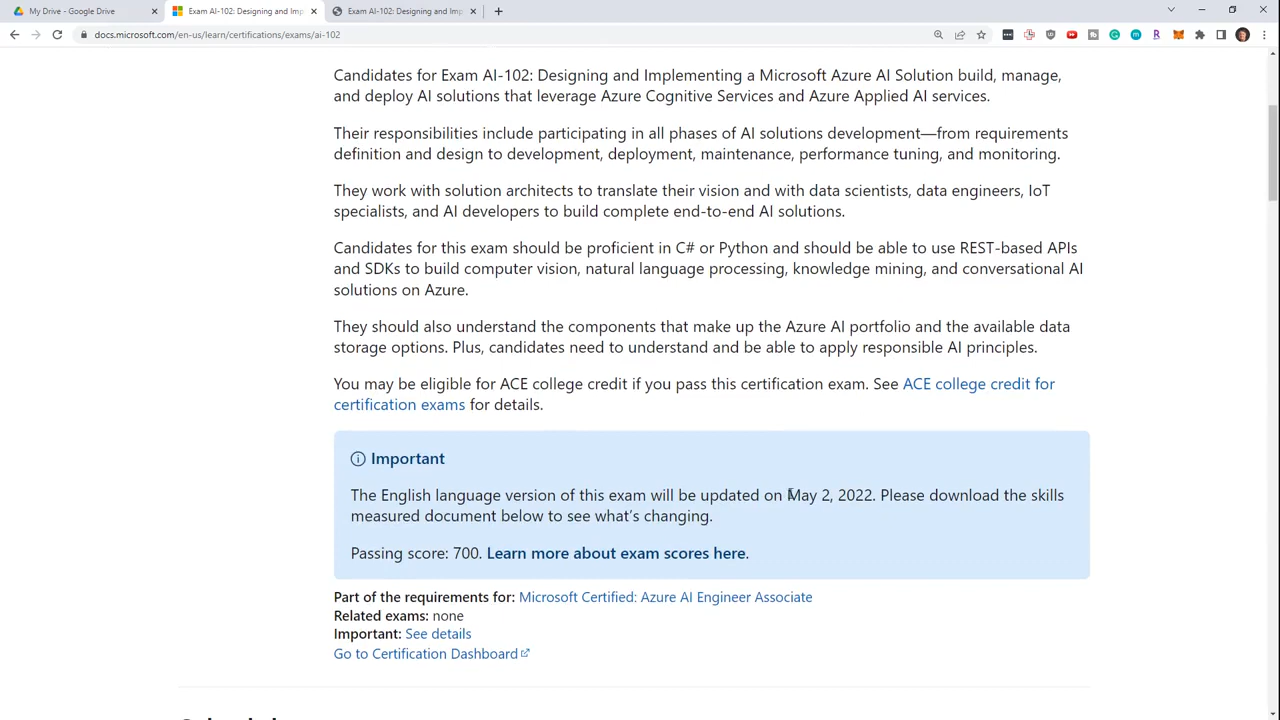 My Drive - Google Drive
Exam AI-102: Designing and Imp
Exam AI-102: Designing and Imp
docs.microsoft.com/en-us/learn/certifications/exams/ai-102
Candidates for Exam AI-102: Designing and Implementing a Microsoft Azure AI Solution build, manage,
and deploy AI solutions that leverage Azure Cognitive Services and Azure Applied AI services.
Their responsibilities include participating in all phases of AI solutions development—from requirements
definition and design to development, deployment, maintenance, performance tuning, and monitoring.
They work with solution architects to translate their vision and with data scientists, data engineers, IoT
specialists, and AI developers to build complete end-to-end AI solutions.
Candidates for this exam should be proficient in C# or Python and should be able to use REST-based APIs
and SDKs to build computer vision, natural language processing, knowledge mining, and conversational AI
solutions on Azure.
They should also understand the components that make up the Azure AI portfolio and the available data
storage options. Plus, candidates need to understand and be able to apply responsible AI principles.
You may be eligible for ACE college credit if you pass this certification exam. See ACE college credit for
certification exams for details.
Important
The English language version of this exam will be updated on May 2, 2022. Please download the skills
measured document below to see what's changing.
Passing score: 700. Learn more about exam scores here.
Part of the requirements for: Microsoft Certified: Azure AI Engineer Associate
Related exams: none
Important: See details
Go to Certification Dashboard